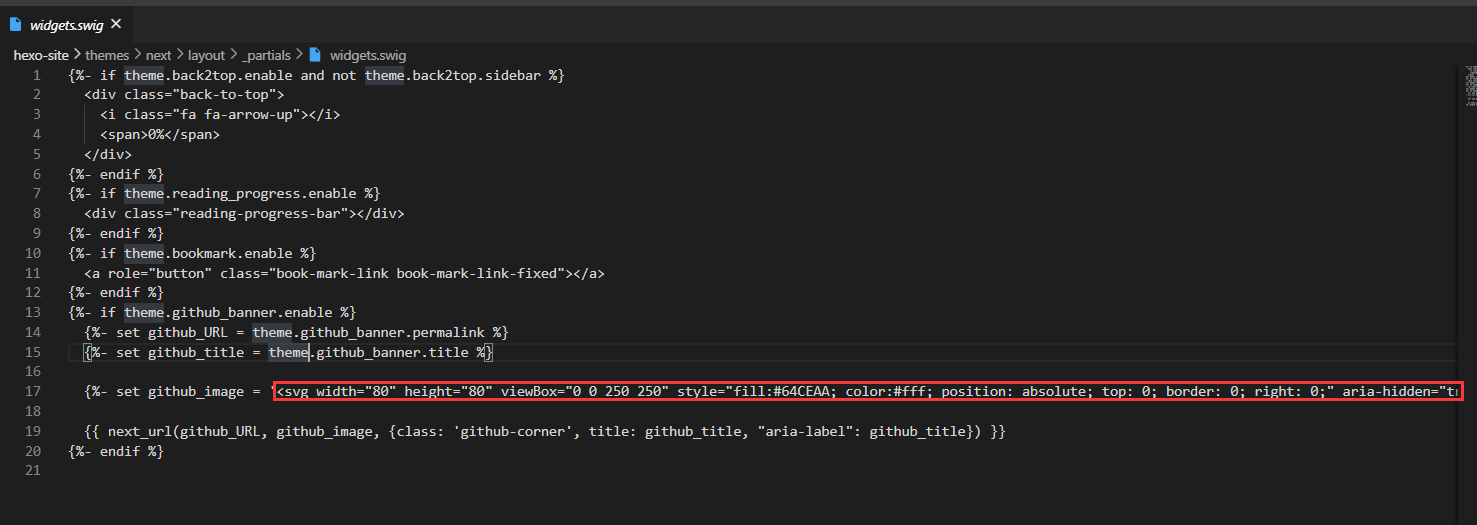 widgets.swig
hexo-site > themes > next > layout > _partials > widgets.swig
1 {%- if theme.back2top.enable and not theme.back2top.sidebar %}
2   <div class="back-to-top">
3     <i class="fa fa-arrow-up"></i>
4     <span>0%</span>
5   </div>
6 {%- endif %}
7 {%- if theme.reading_progress.enable %}
8   <div class="reading-progress-bar"></div>
9 {%- endif %}
10 {%- if theme.bookmark.enable %}
11   <a role="button" class="book-mark-link book-mark-link-fixed"></a>
12 {%- endif %}
13 {%- if theme.github_banner.enable %}
14   {%- set github_URL = theme.github_banner.permalink %}
15   {%- set github_title = theme.github_banner.title %}
16
17   {%- set github_image = '<svg width="80" height="80" viewBox="0 0 250 250" style="fill:#64CEAA; color:#fff; position: absolute; top: 0; border: 0; right: 0;" aria-hidden="tr
18
19   {{ next_url(github_URL, github_image, {class: 'github-corner', title: github_title, "aria-label": github_title}) }}
20 {%- endif %}
21